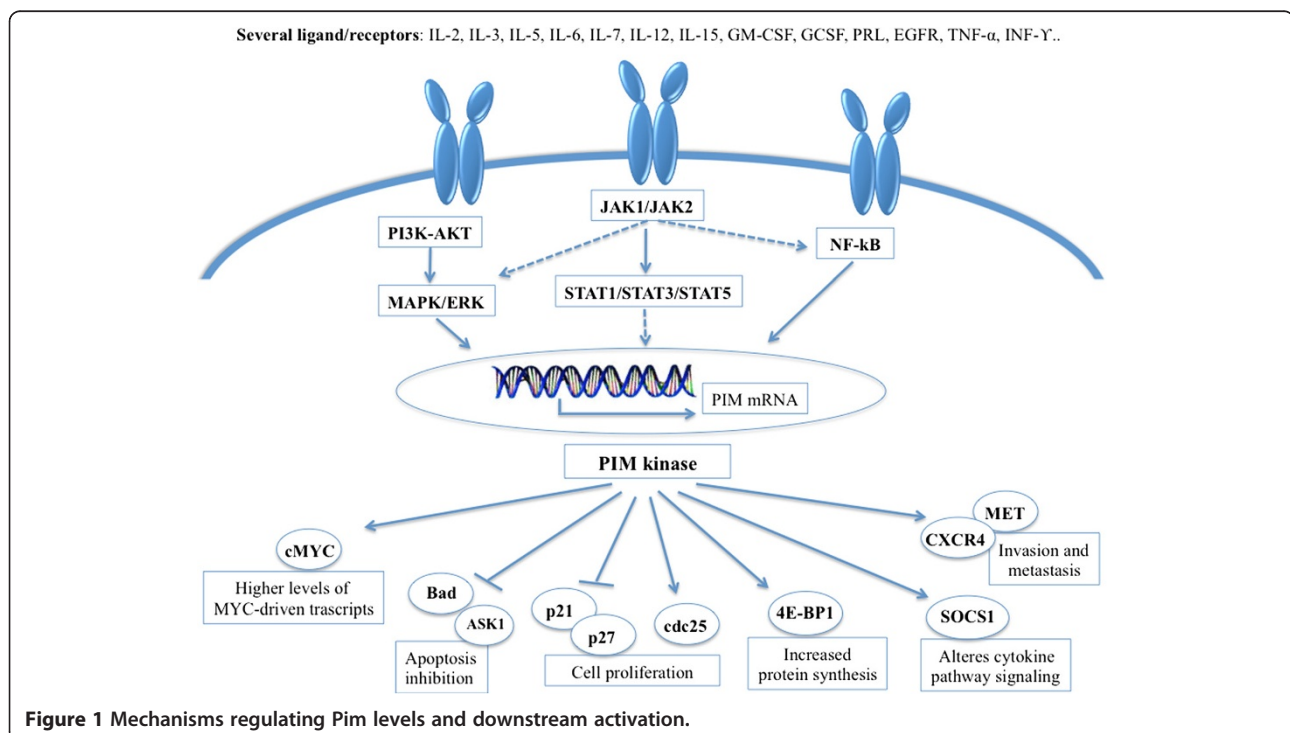 Several ligand/receptors: IL-2, IL-3, IL-5, IL-6, IL-7, IL-12, IL-15, GM-CSF, GCSF, PRL, EGFR, TNF-α, INF-ϒ..
JAK1/JAK2
PI3K-AKT
NF-kB
MAPK/ERK
STAT1/STAT3/STAT5
PIM mRNA
PIM kinase
MET
CXCR4
Invasion and
metastasis
cMYC
Higher levels of
MYC-driven trascripts
Bad
ASK1
Apoptosis
inhibition
p21
p27
cdc25
Cell proliferation
4E-BP1
Increased
protein synthesis
SOCS1
Alteres cytokine
pathway signaling
Figure 1 Mechanisms regulating Pim levels and downstream activation.